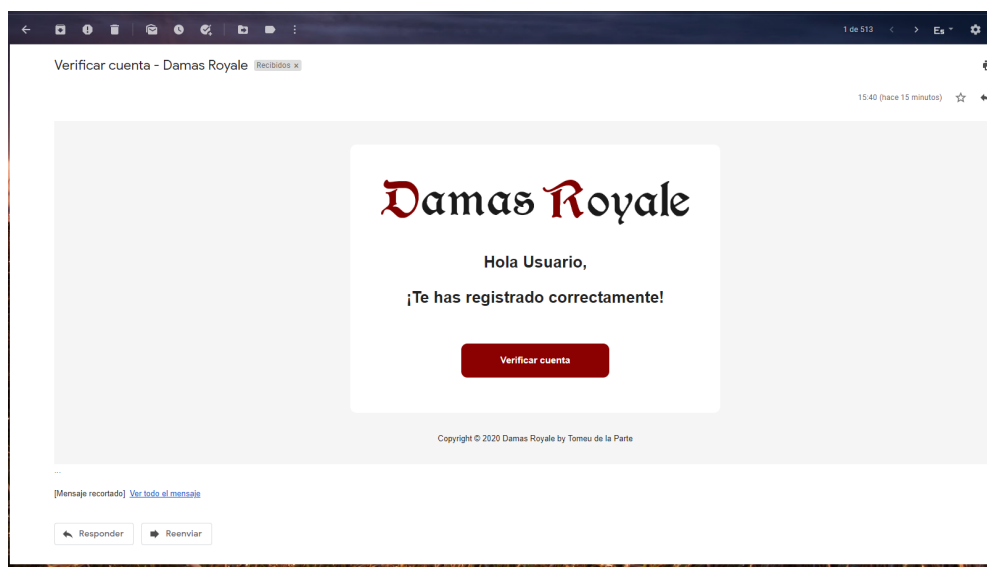 1 de 513
Es
Verificar cuenta - Damas Royale Recibidos x
15:40 (hace 15 minutos)
Damas Royale
Hola Usuario,
¡Te has registrado correctamente!
Verificar cuenta
Copyright © 2020 Damas Royale by Tomeu de la Parte
...
[Mensaje recortado] Ver todo el mensaje
Responder
Reenviar